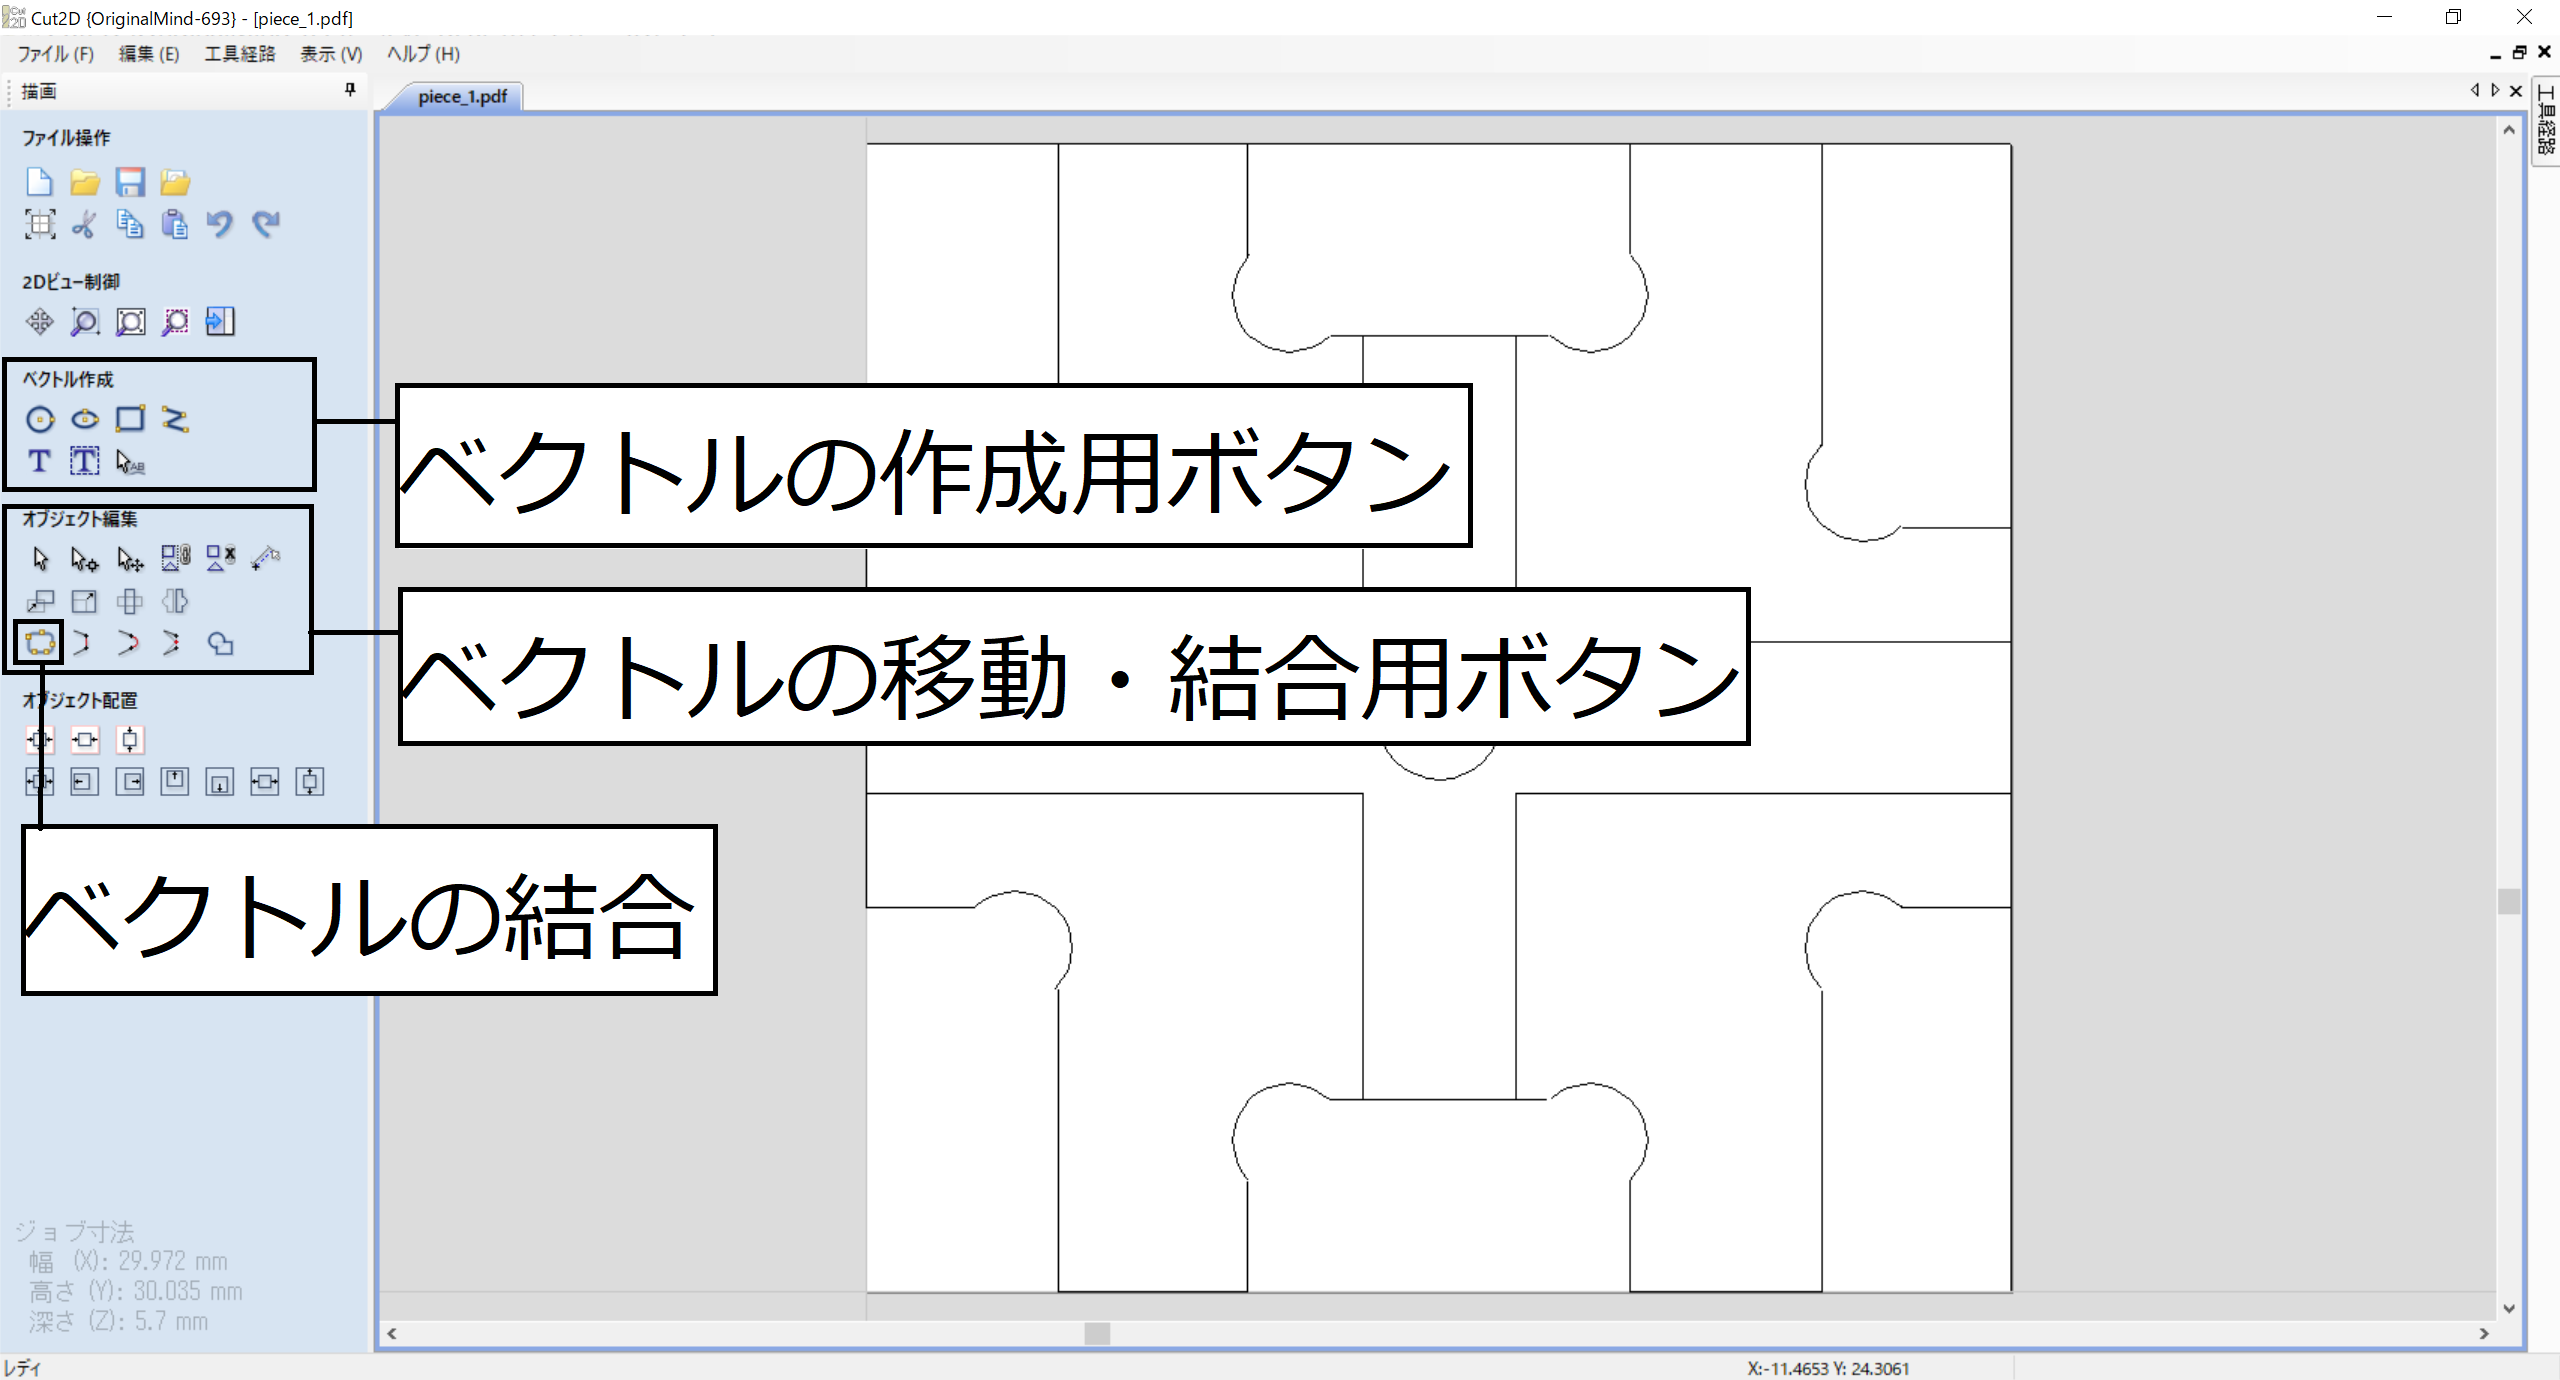 Cut2D {OriginalMind-693} - [piece_1.pdf]
ファイル (F) 編集 (E) 工具経路 表示 (V) ヘルプ (H)
描画
piece_1.pdf
工具経路
ファイル操作
2Dビュー制御
ベクトル作成
ベクトルの作成用ボタン
オブジェクト編集
ベクトルの移動・結合用ボタン
オブジェクト配置
ベクトルの結合
ジョブ寸法
幅 (X): 29.972 mm
高さ (Y): 30.035 mm
深さ (Z): 5.7 mm
レディ
X:-11.4653 Y: 24.3061